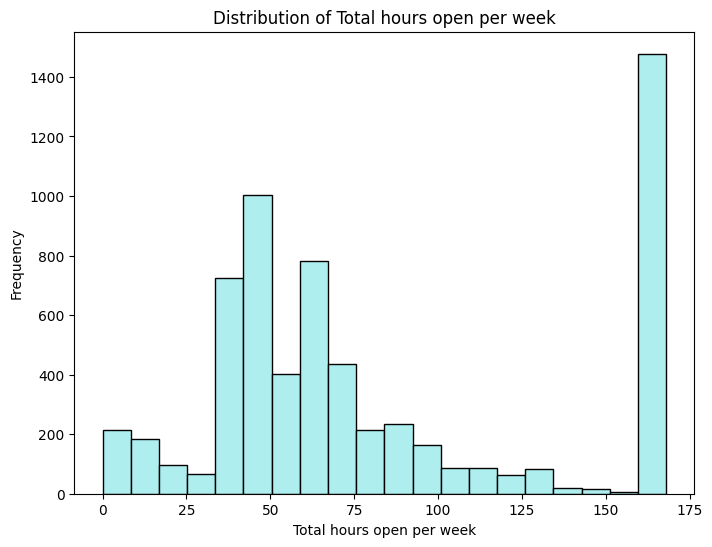 Distribution of Total hours open per week
1400
1200
1000
800
600
400
200
0
Frequency
0 25 50 75 100 125 150 175
Total hours open per week